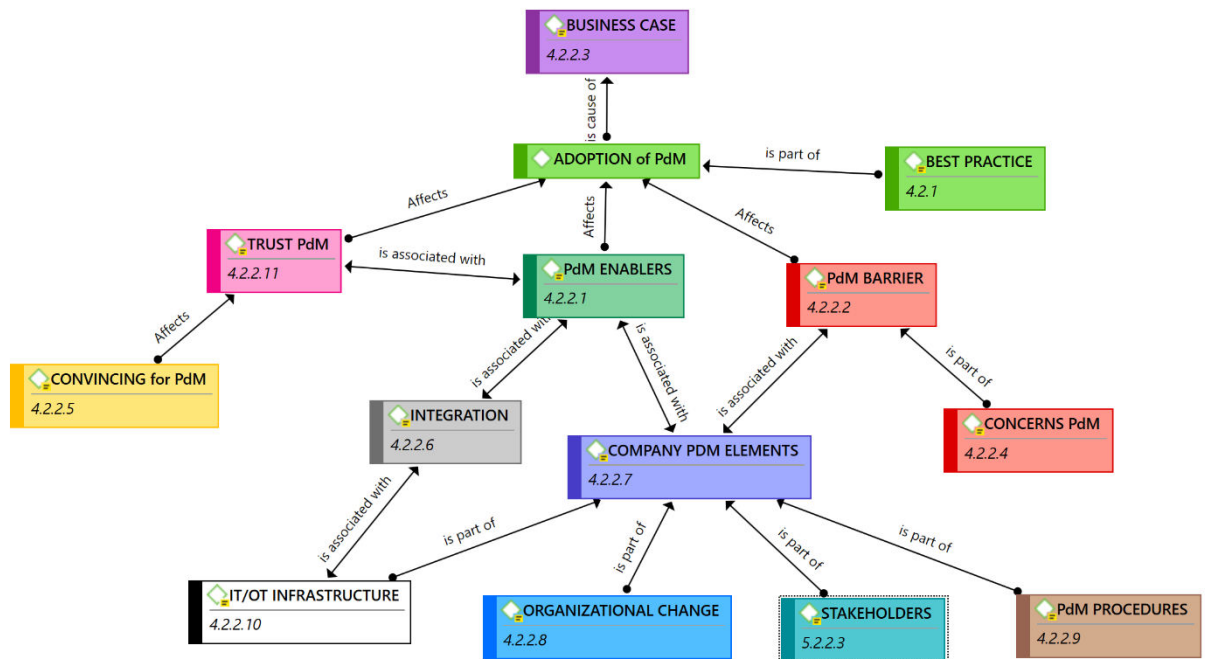 BUSINESS CASE
4.2.2.3
is cause of
ADOPTION of PdM
is part of
BEST PRACTICE
4.2.1
Affects
Affects
Affects
TRUST PdM
4.2.2.11
is associated with
PdM ENABLERS
4.2.2.1
PdM BARRIER
4.2.2.2
Affects
is associated with
is associated with
is associated with
is part of
CONVINCING for PdM
4.2.2.5
INTEGRATION
4.2.2.6
CONCERNS PdM
4.2.2.4
COMPANY PDM ELEMENTS
4.2.2.7
is associated with
is part of
is part of
is part of
is part of
IT/OT INFRASTRUCTURE
4.2.2.10
ORGANIZATIONAL CHANGE
4.2.2.8
STAKEHOLDERS
5.2.2.3
PdM PROCEDURES
4.2.2.9